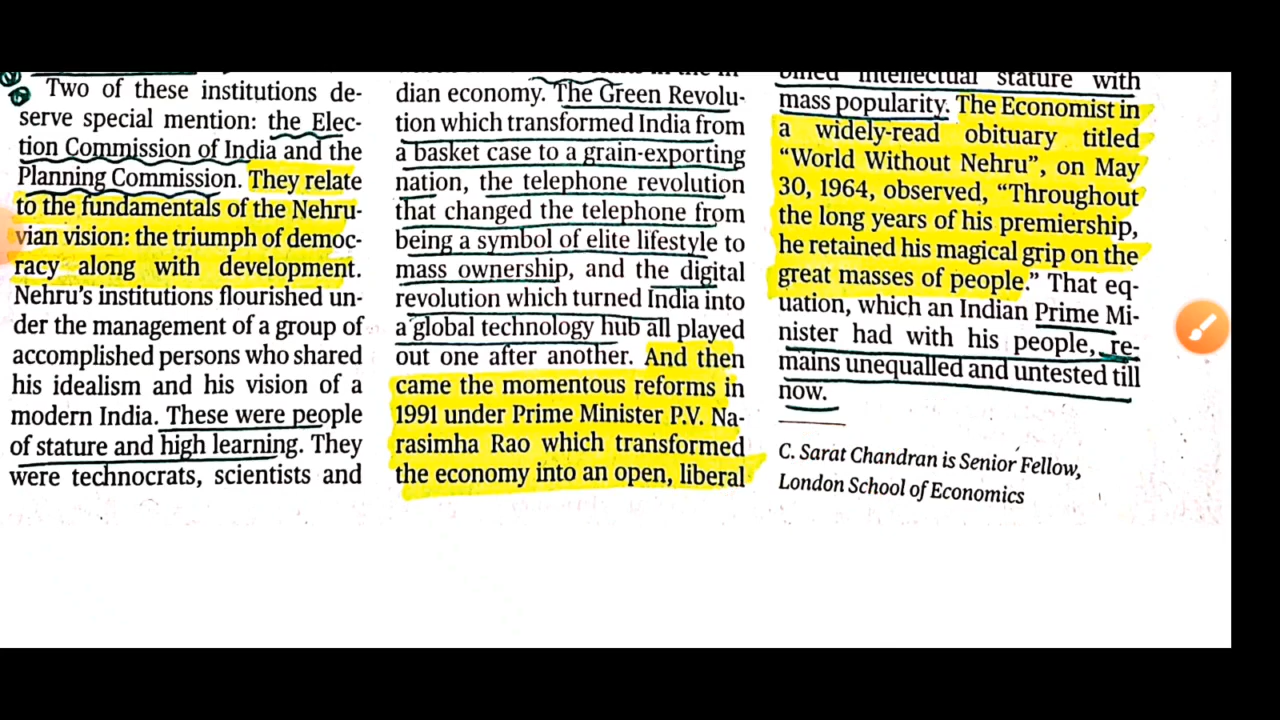 Two of these institutions de-
serve special mention: the Elec-
tion Commission of India and the
Planning Commission. They relate
to the fundamentals of the Nehru-
vian vision: the triumph of democ-
racy along with development.
Nehru's institutions flourished un-
der the management of a group of
accomplished persons who shared
his idealism and his vision of a
modern India. These were people
of stature and high learning. They
were technocrats, scientists and
dian economy. The Green Revolu-
tion which transformed India from
a basket case to a grain-exporting
nation, the telephone revolution
that changed the telephone from
being a symbol of elite lifestyle to
mass ownership, and the digital
revolution which turned India into
a global technology hub all played
out one after another. And then
came the momentous reforms in
1991 under Prime Minister P.V. Na-
rasimha Rao which transformed
the economy into an open, liberal
intellectual stature with
mass popularity. The Economist in
a widely-read obituary titled
“World Without Nehru”, on May
30, 1964, observed, “Throughout
the long years of his premiership,
he retained his magical grip on the
great masses of people.” That eq-
uation, which an Indian Prime Mi-
nister had with his people, re-
mains unequalled and untested till
now.
C. Sarat Chandran is Senior Fellow,
London School of Economics